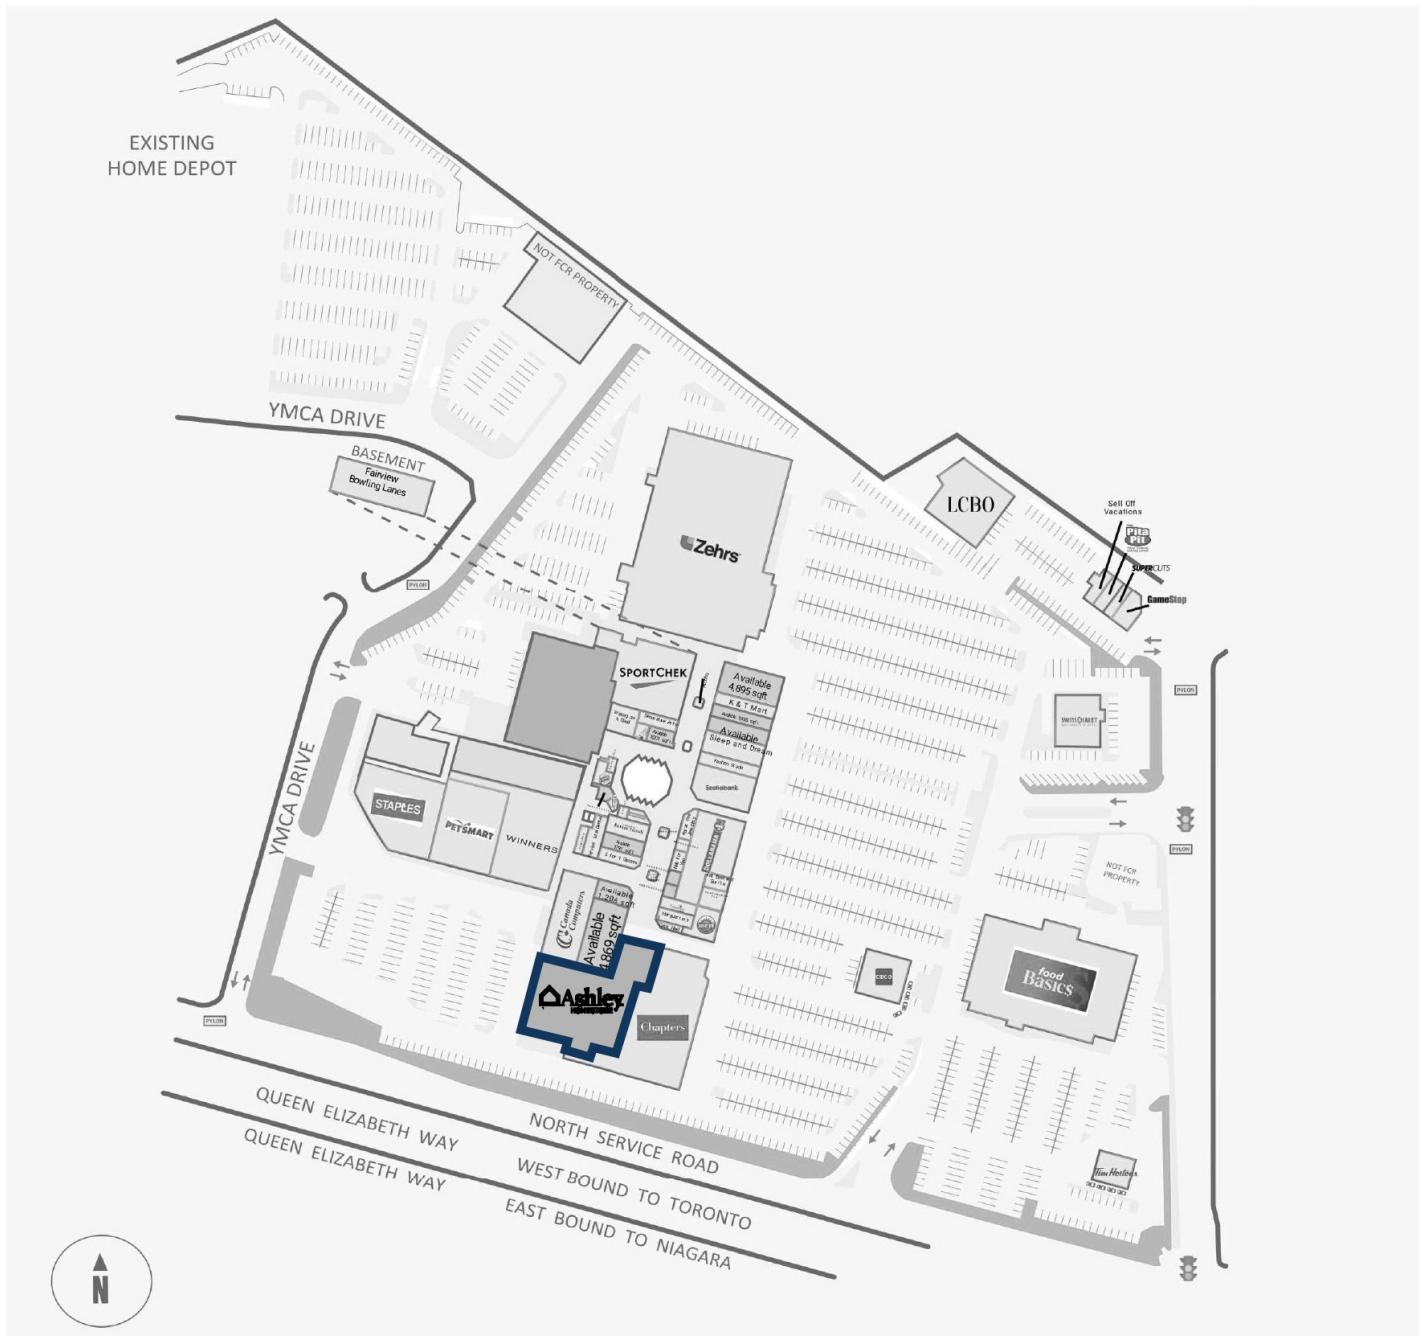 EXISTING
HOME DEPOT
NOT FCR PROPERTY
YMCA DRIVE
BASEMENT
Fairview
Bowling Lanes
PYLON
LCBO
Sell Off
Vacations
Pita
Pit
SUPERCUTS
GameStop
Zehrs
SPORTCHEK
Available
4,895 sqft
K & T Mart
Available
Sleep and Dream
Scotiabank
PYLON
SWISS CHALET
YMCA DRIVE
STAPLES
PETSMART
WINNERS
PYLON
NOT FCR
PROPERTY
Available
1,204 sqft
Canada
Computers
Available
4,869 sqft
Ashley
HOMESTORE
Chapters
CIBC
food
Basics
PYLON
Tim Hortons
QUEEN ELIZABETH WAY
NORTH SERVICE ROAD
QUEEN ELIZABETH WAY
WEST BOUND TO TORONTO
EAST BOUND TO NIAGARA
N